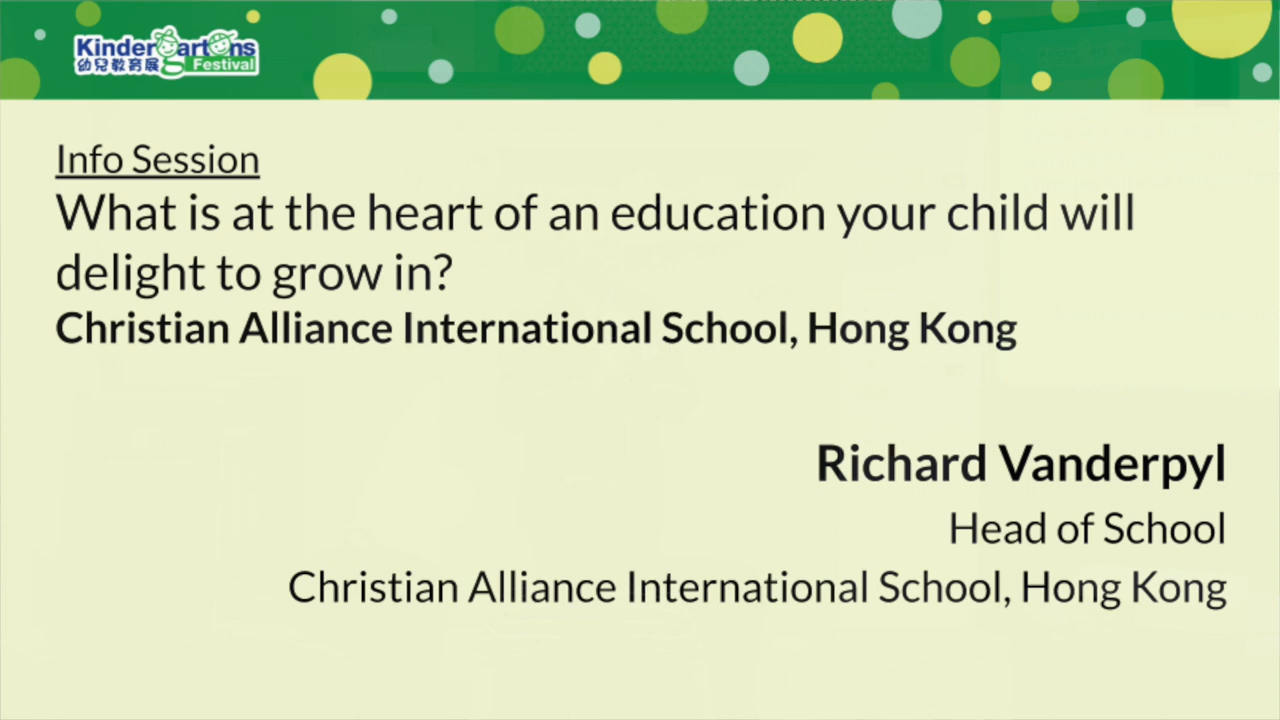 Kindergartens
幼兒教育展 Festival
Info Session
What is at the heart of an education your child will
delight to grow in?
Christian Alliance International School, Hong Kong
Richard Vanderpyl
Head of School
Christian Alliance International School, Hong Kong